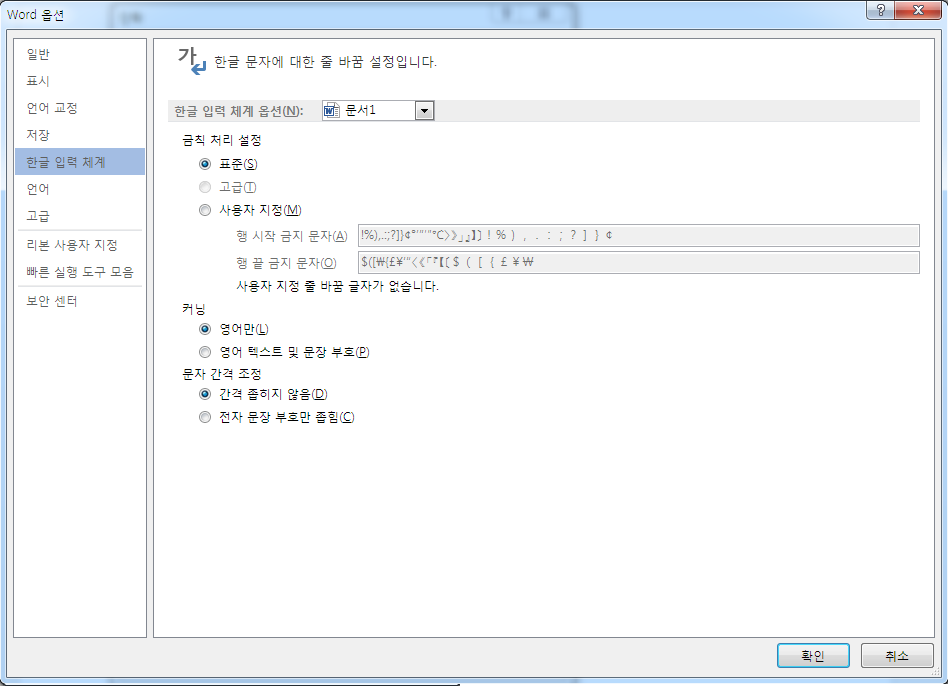 Word 옵션
일반
표시
언어 교정
저장
한글 입력 체계
언어
고급
리본 사용자 지정
빠른 실행 도구 모음
보안 센터
한글 문자에 대한 줄 바꿈 설정입니다.
한글 입력 체계 옵션(N): 문서1
금칙 처리 설정
표준(S)
고급(T)
사용자 지정(M)
행 시작 금지 문자(A) !%),.:;?]}¢°'"′″℃〉》」』】〕！％），．：；？］｝￠
행 끝 금지 문자(O) $([\{£¥'"〈《「『【〔＄（［｛￡￥￦
사용자 지정 줄 바꿈 글자가 없습니다.
커닝
영어만(L)
영어 텍스트 및 문장 부호(P)
문자 간격 조정
간격 좁히지 않음(D)
전자 문장 부호만 좁힘(C)
확인
취소